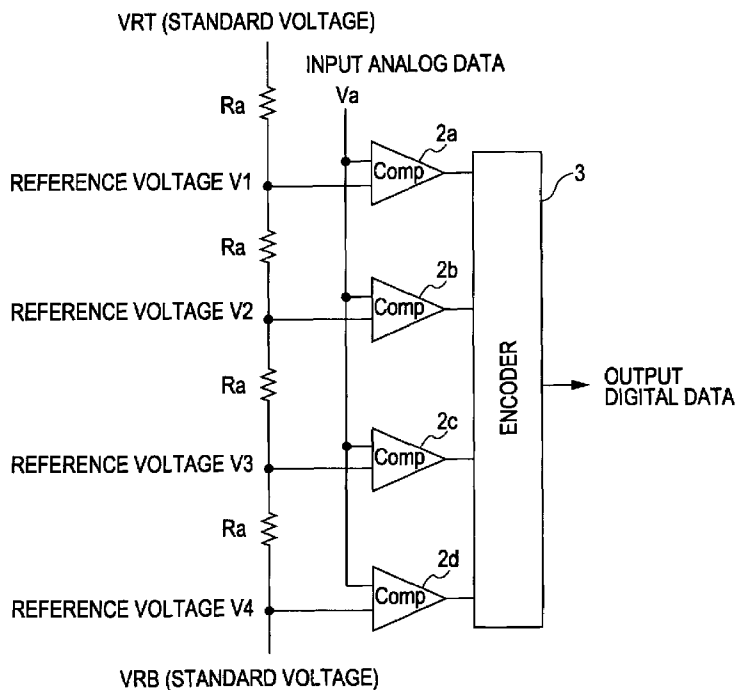 VRT (STANDARD VOLTAGE)
INPUT ANALOG DATA
Va
Ra
2a
Comp
3
REFERENCE VOLTAGE V1
Ra
2b
Comp
REFERENCE VOLTAGE V2
ENCODER
OUTPUT
DIGITAL DATA
Ra
2c
Comp
REFERENCE VOLTAGE V3
Ra
2d
Comp
REFERENCE VOLTAGE V4
VRB (STANDARD VOLTAGE)